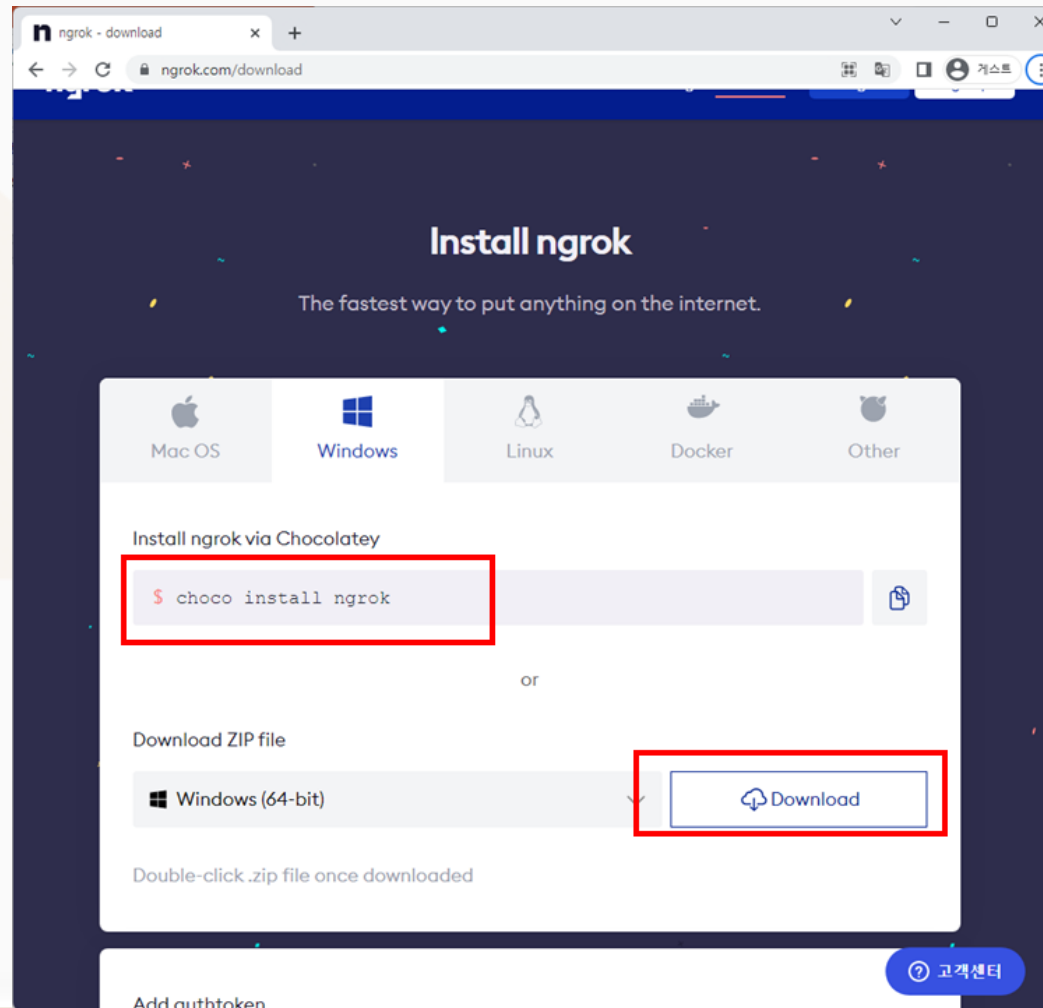 ngrok - download
ngrok.com/download
게스트
Install ngrok
The fastest way to put anything on the internet.
Mac OS
Windows
Linux
Docker
Other
Install ngrok via Chocolatey
$ choco install ngrok
or
Download ZIP file
Windows (64-bit)
Download
Double-click .zip file once downloaded
Add authtoken
고객센터